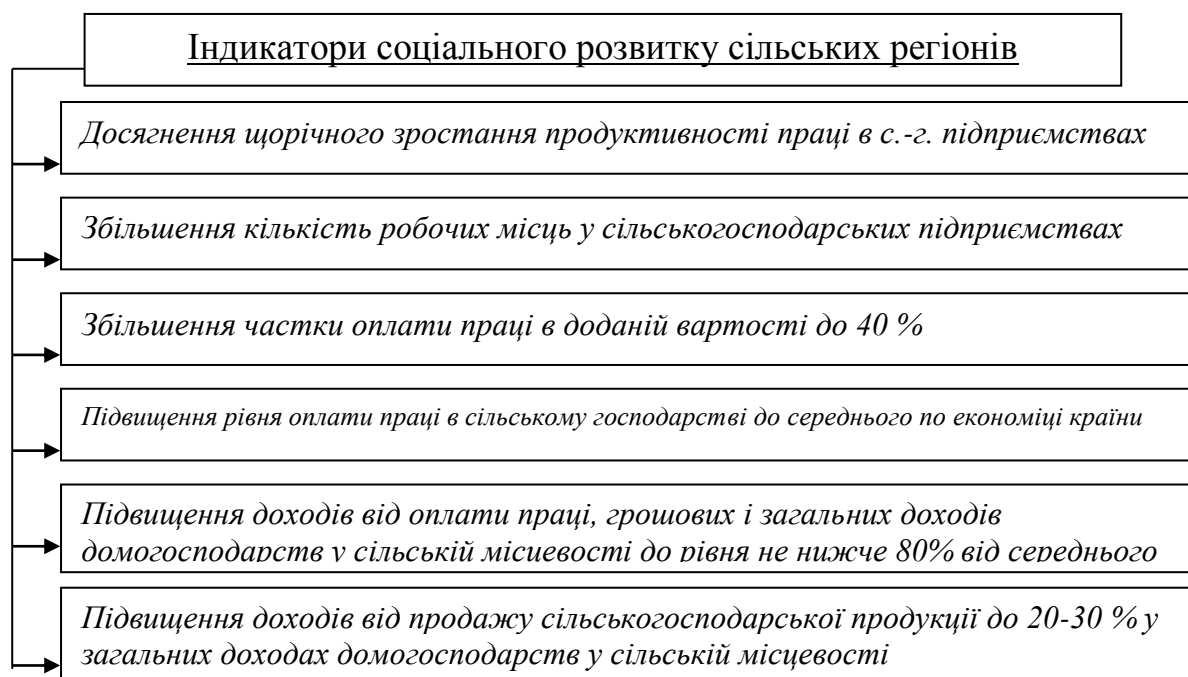 Індикатори соціального розвитку сільських регіонів
Досягнення щорічного зростання продуктивності праці в с.-г. підприємствах
Збільшення кількість робочих місць у сільськогосподарських підприємствах
Збільшення частки оплати праці в доданій вартості до 40 %
Підвищення рівня оплати праці в сільському господарстві до середнього по економіці країни
Підвищення доходів від оплати праці, грошових і загальних доходів
домогосподарств у сільській місцевості до рівня не нижче 80% від середнього
Підвищення доходів від продажу сільськогосподарської продукції до 20-30 % у
загальних доходах домогосподарств у сільській місцевості